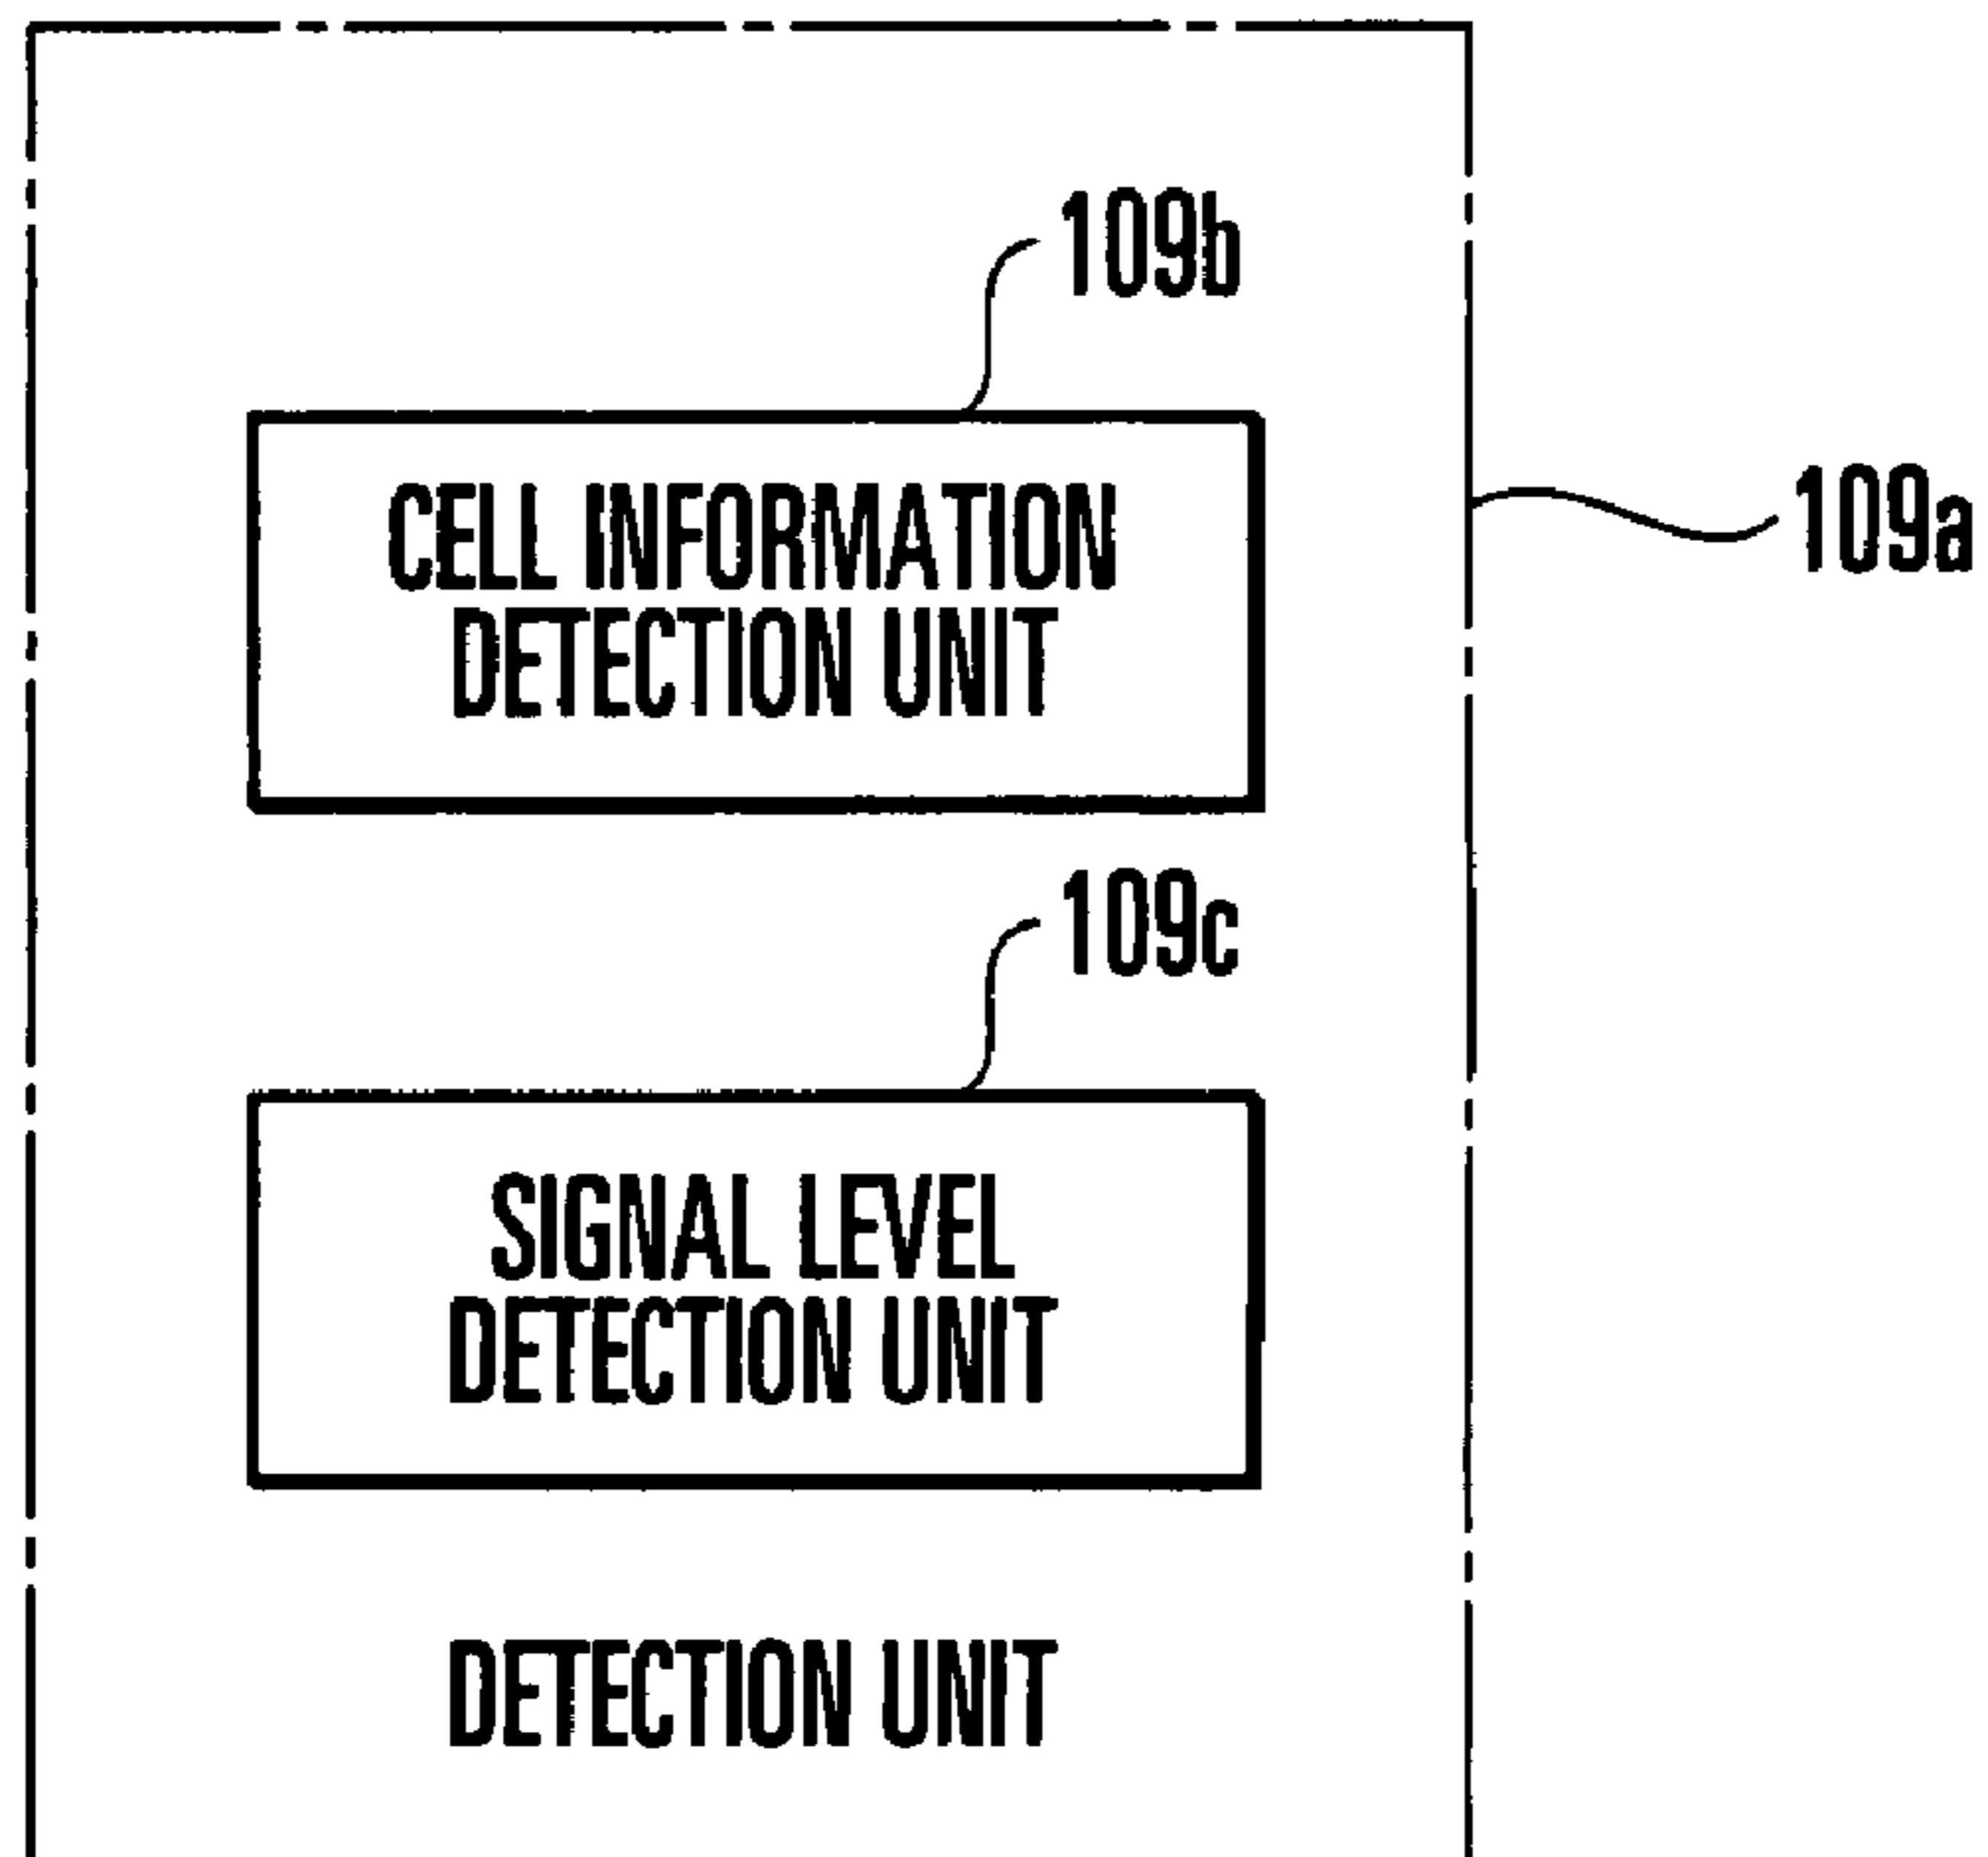 109b
CELL INFORMATION
DETECTION UNIT
109a
109c
SIGNAL LEVEL
DETECTION UNIT
DETECTION UNIT